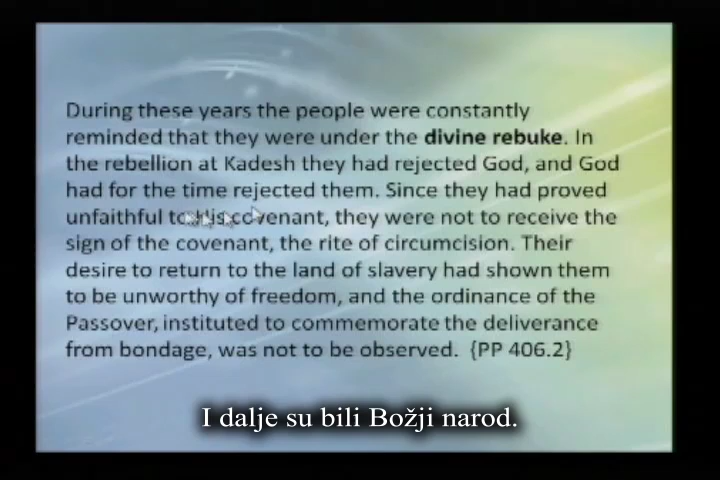 During these years the people were constantly
reminded that they were under the divine rebuke. In
the rebellion at Kadesh they had rejected God, and God
had for the time rejected them. Since they had proved
unfaithful to His covenant, they were not to receive the
sign of the covenant, the rite of circumcision. Their
desire to return to the land of slavery had shown them
to be unworthy of freedom, and the ordinance of the
Passover, instituted to commemorate the deliverance
from bondage, was not to be observed. {PP 406.2}
I dalje su bili Božji narod.